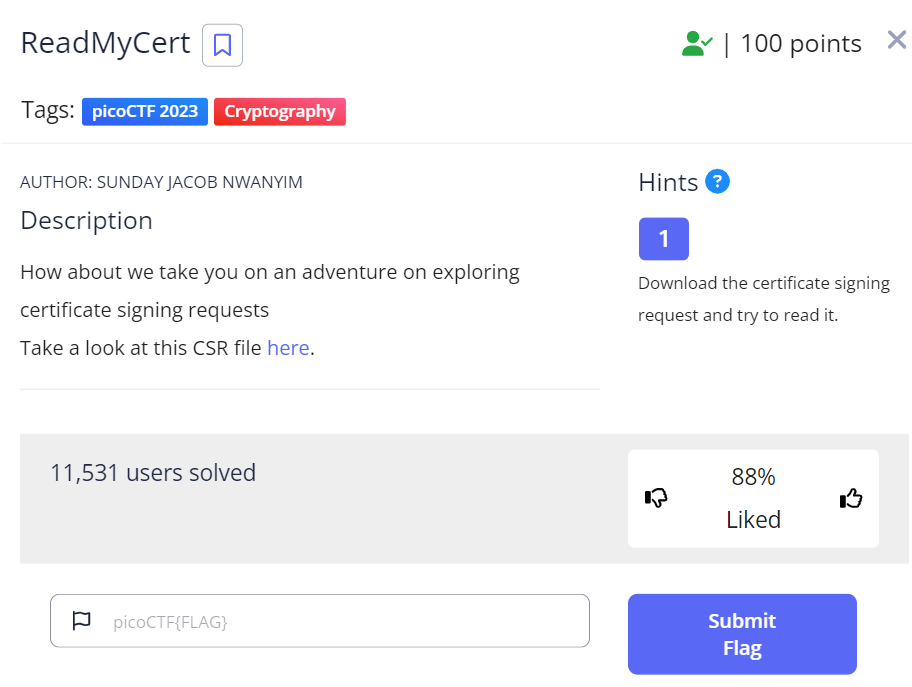 ReadMyCert
| 100 points
Tags: picoCTF 2023 Cryptography
AUTHOR: SUNDAY JACOB NWANYIM
Description
How about we take you on an adventure on exploring
certificate signing requests
Take a look at this CSR file here.
Hints ?
1
Download the certificate signing
request and try to read it.
11,531 users solved
88%
Liked
picoCTF{FLAG}
Submit
Flag